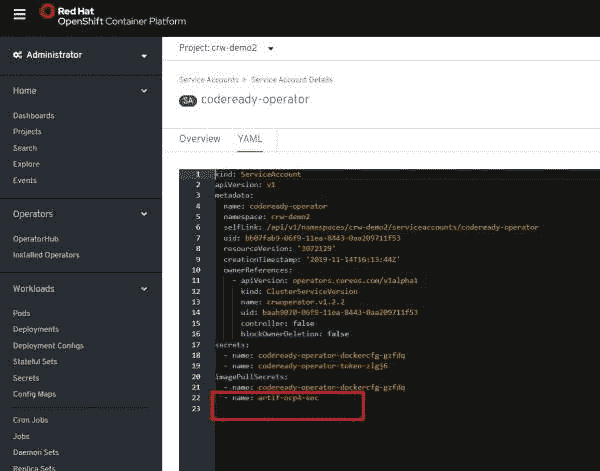 Red Hat
OpenShift Container Platform
Administrator
Project: crw-demo2
Home
Dashboards
Projects
Search
Explore
Events
Operators
OperatorHub
Installed Operators
Workloads
Pods
Deployments
Deployment Configs
Stateful Sets
Secrets
Config Maps
Cron Jobs
Jobs
Daemon Sets
Replica Sets
Service Accounts > Service Account Details
SA codeready-operator
Overview YAML
1 kind: ServiceAccount
2 apiVersion: v1
3 metadata:
4 name: codeready-operator
5 namespace: crw-demo2
6 selfLink: /api/v1/namespaces/crw-demo2/serviceaccounts/codeready-operator
7 uid: bb07fab9-06f9-11ea-8443-0aa209711f53
8 resourceVersion: '3072129'
9 creationTimestamp: '2019-11-14T16:13:44Z'
10 ownerReferences:
11 - apiVersion: operators.coreos.com/v1alpha1
12 kind: ClusterServiceVersion
13 name: crwoperator.v1.2.2
14 uid: baah9020-06f9-11ea-8443-0aa209711f53
15 controller: false
16 blockOwnerDeletion: false
17 secrets:
18 - name: codeready-operator-dockercfg-gzfdq
19 - name: codeready-operator-token-zlgj6
20 imagePullSecrets:
21 - name: codeready-operator-dockercfg-gzfdq
22 - name: artif-ocp4-poc
23